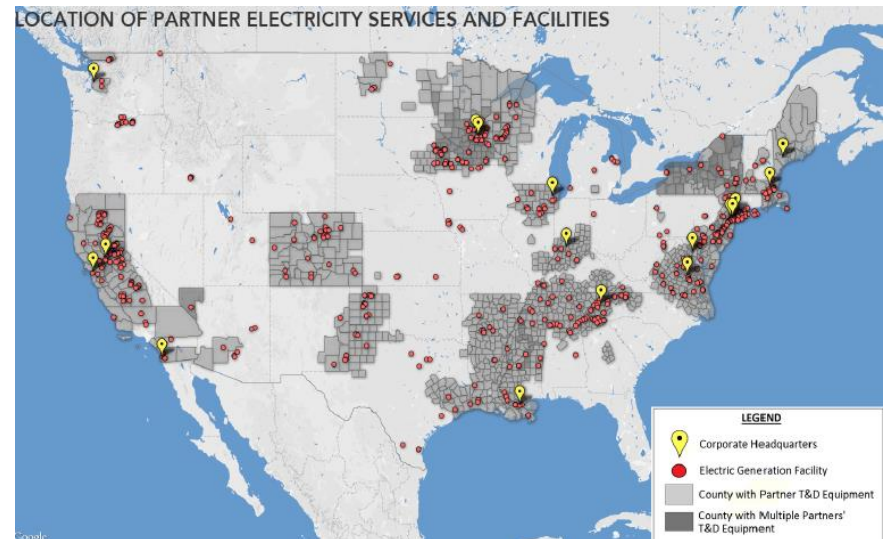 LOCATION OF PARTNER ELECTRICITY SERVICES AND FACILITIES
LEGEND
Corporate Headquarters
Electric Generation Facility
County with Partner T&D Equipment
County with Multiple Partners'
T&D Equipment
Google